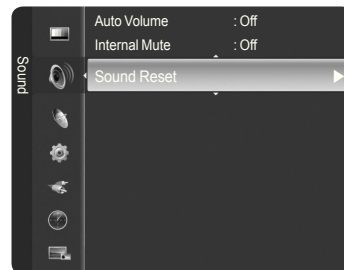 Sound
Auto Volume : Off
Internal Mute : Off
Sound Reset